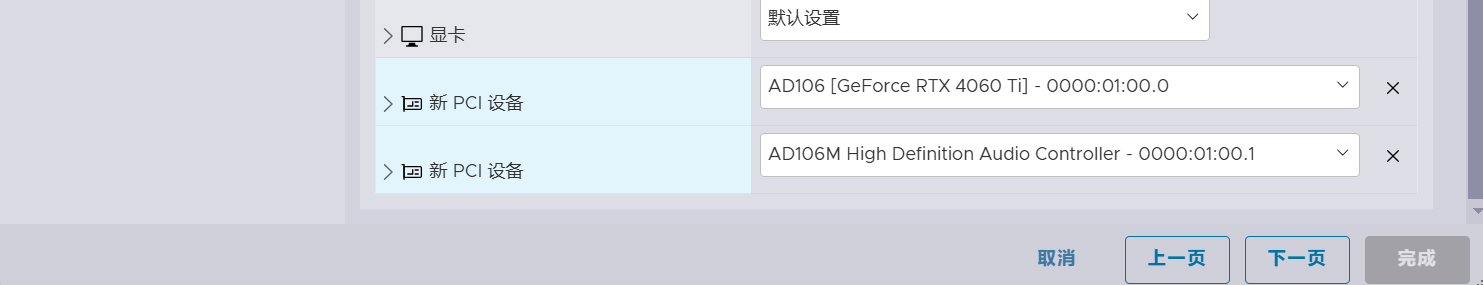 默认设置
显卡
AD106 [GeForce RTX 4060 Ti] - 0000:01:00.0
新 PCI 设备
AD106M High Definition Audio Controller - 0000:01:00.1
新 PCI 设备
取消
上一页
下一页
完成